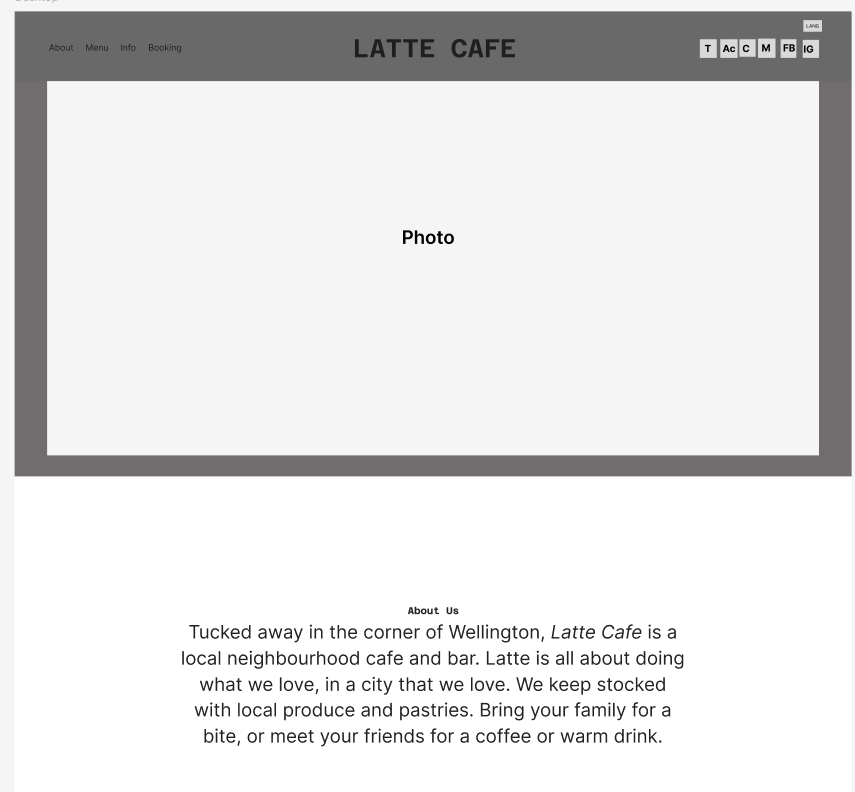 LANG
About Menu Info Booking
LATTE CAFE
T Ac C M FB IG
Photo
About Us
Tucked away in the corner of Wellington, Latte Cafe is a
local neighbourhood cafe and bar. Latte is all about doing
what we love, in a city that we love. We keep stocked
with local produce and pastries. Bring your family for a
bite, or meet your friends for a coffee or warm drink.